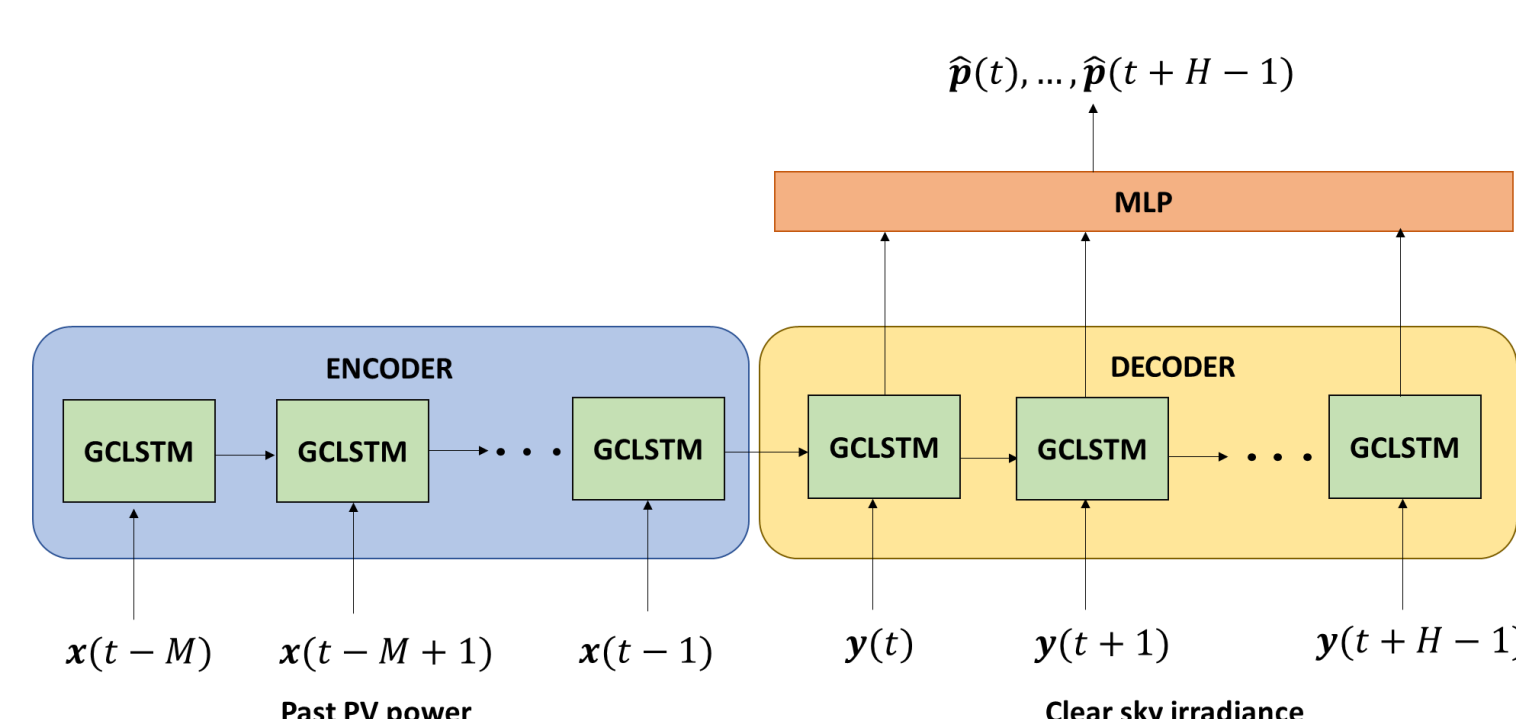 p̂(t), … , p̂(t + H − 1)
MLP
ENCODER
DECODER
GCLSTM
GCLSTM
• • •
GCLSTM
GCLSTM
GCLSTM
• • •
GCLSTM
x(t − M)
x(t − M + 1)
x(t − 1)
y(t)
y(t + 1)
y(t + H − 1)
Past PV power
Clear sky irradiance